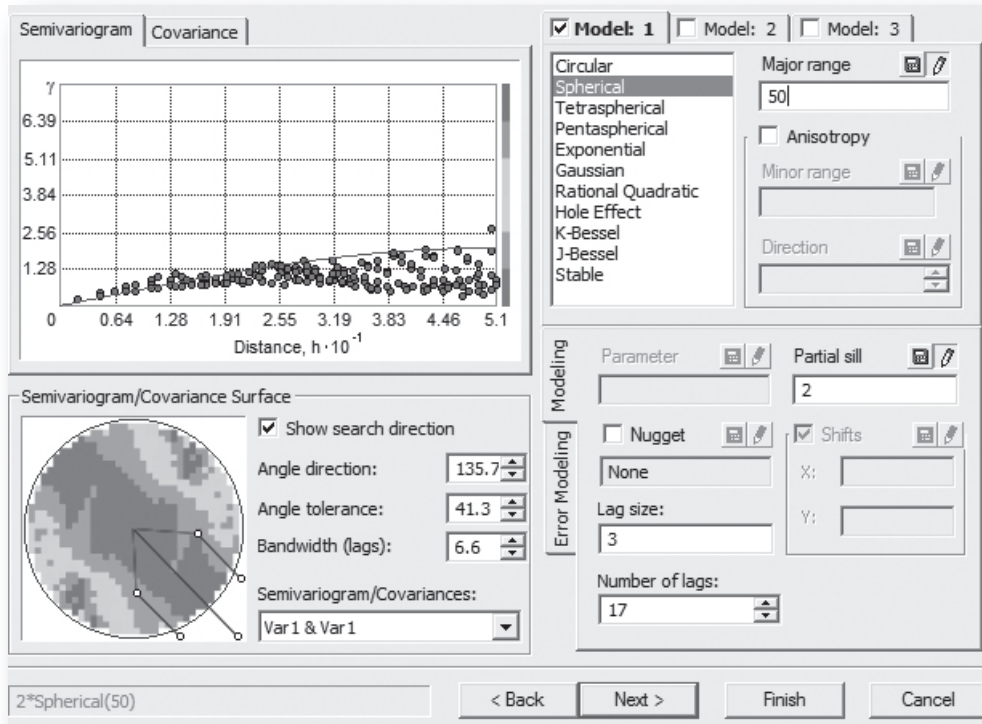 Semivariogram
Covariance
γ
6.39
5.11
3.84
2.56
1.28
0 0.64 1.28 1.91 2.55 3.19 3.83 4.46 5.1
Distance, h·10⁻¹
Semivariogram/Covariance Surface
Show search direction
Angle direction: 135.7
Angle tolerance: 41.3
Bandwidth (lags): 6.6
Semivariogram/Covariances:
Var1 & Var1
Model: 1
Model: 2
Model: 3
Circular
Spherical
Tetraspherical
Pentaspherical
Exponential
Gaussian
Rational Quadratic
Hole Effect
K-Bessel
J-Bessel
Stable
Major range
50
Anisotropy
Minor range
Direction
Modeling
Error Modeling
Parameter
Partial sill
2
Nugget
None
Shifts
X:
Y:
Lag size:
3
Number of lags:
17
2*Spherical(50)
< Back
Next >
Finish
Cancel